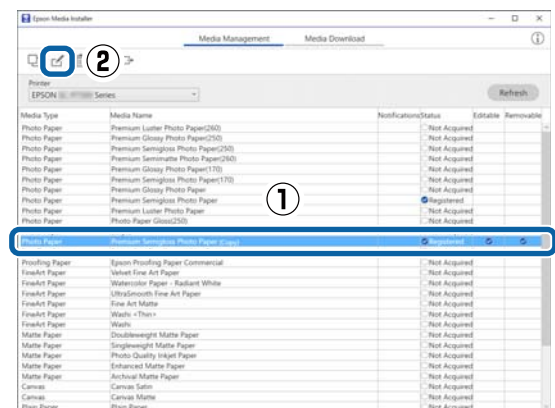 Epson Media Installer
Media Management Media Download
②
Printer
EPSON Series
Refresh
Media Type Media Name Notifications Status Editable Removable
Photo Paper Premium Luster Photo Paper(260) Not Acquired
Photo Paper Premium Glossy Photo Paper(250) Not Acquired
Photo Paper Premium Semigloss Photo Paper(250) Not Acquired
Photo Paper Premium Semimatte Photo Paper(260) Not Acquired
Photo Paper Premium Glossy Photo Paper(170) Not Acquired
Photo Paper Premium Semigloss Photo Paper(170) Not Acquired
Photo Paper Premium Glossy Photo Paper Not Acquired
Photo Paper Premium Semigloss Photo Paper Registered
Photo Paper Premium Luster Photo Paper Not Acquired
Photo Paper Photo Paper Gloss(250) Not Acquired
①
Photo Paper Premium Semigloss Photo Paper (Copy) Registered
Proofing Paper Epson Proofing Paper Commercial Not Acquired
FineArt Paper Velvet Fine Art Paper Not Acquired
FineArt Paper Watercolor Paper - Radiant White Not Acquired
FineArt Paper UltraSmooth Fine Art Paper Not Acquired
FineArt Paper Fine Art Matte Not Acquired
FineArt Paper Washi <Thin> Not Acquired
FineArt Paper Washi Not Acquired
Matte Paper Doubleweight Matte Paper Not Acquired
Matte Paper Singleweight Matte Paper Not Acquired
Matte Paper Photo Quality Inkjet Paper Not Acquired
Matte Paper Enhanced Matte Paper Not Acquired
Matte Paper Archival Matte Paper Not Acquired
Canvas Canvas Satin Not Acquired
Canvas Canvas Matte Not Acquired
Plain Paper Plain Paper Not Acquired